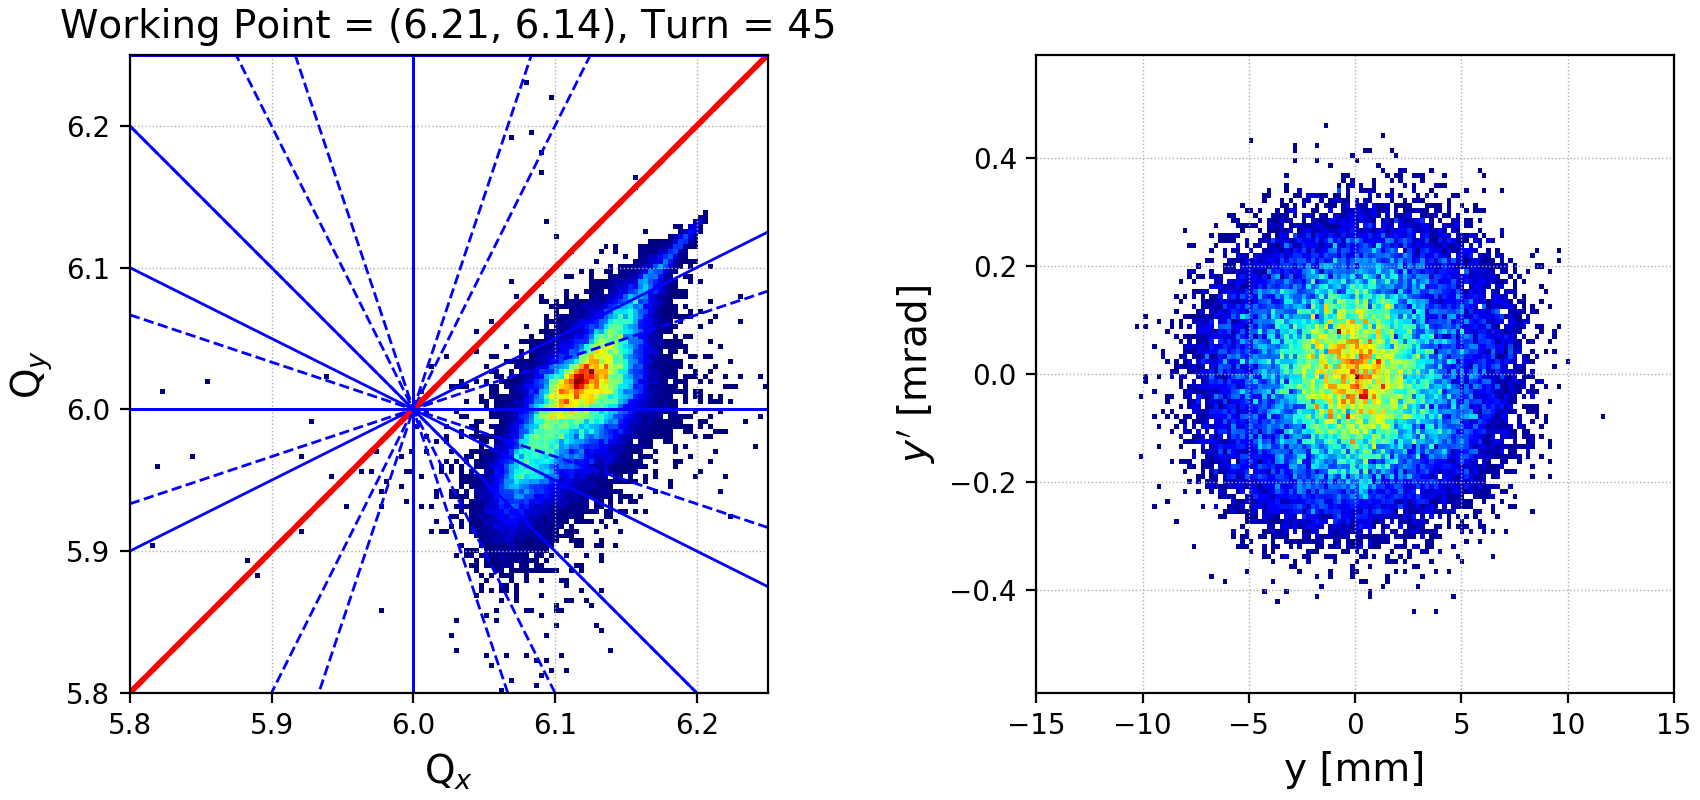 Working Point = (6.21, 6.14), Turn = 45
6.2
6.1
6.0
5.9
5.8
Q_y
5.8 5.9 6.0 6.1 6.2
Q_x
0.4
0.2
0.0
−0.2
−0.4
y′ [mrad]
−15 −10 −5 0 5 10 15
y [mm]